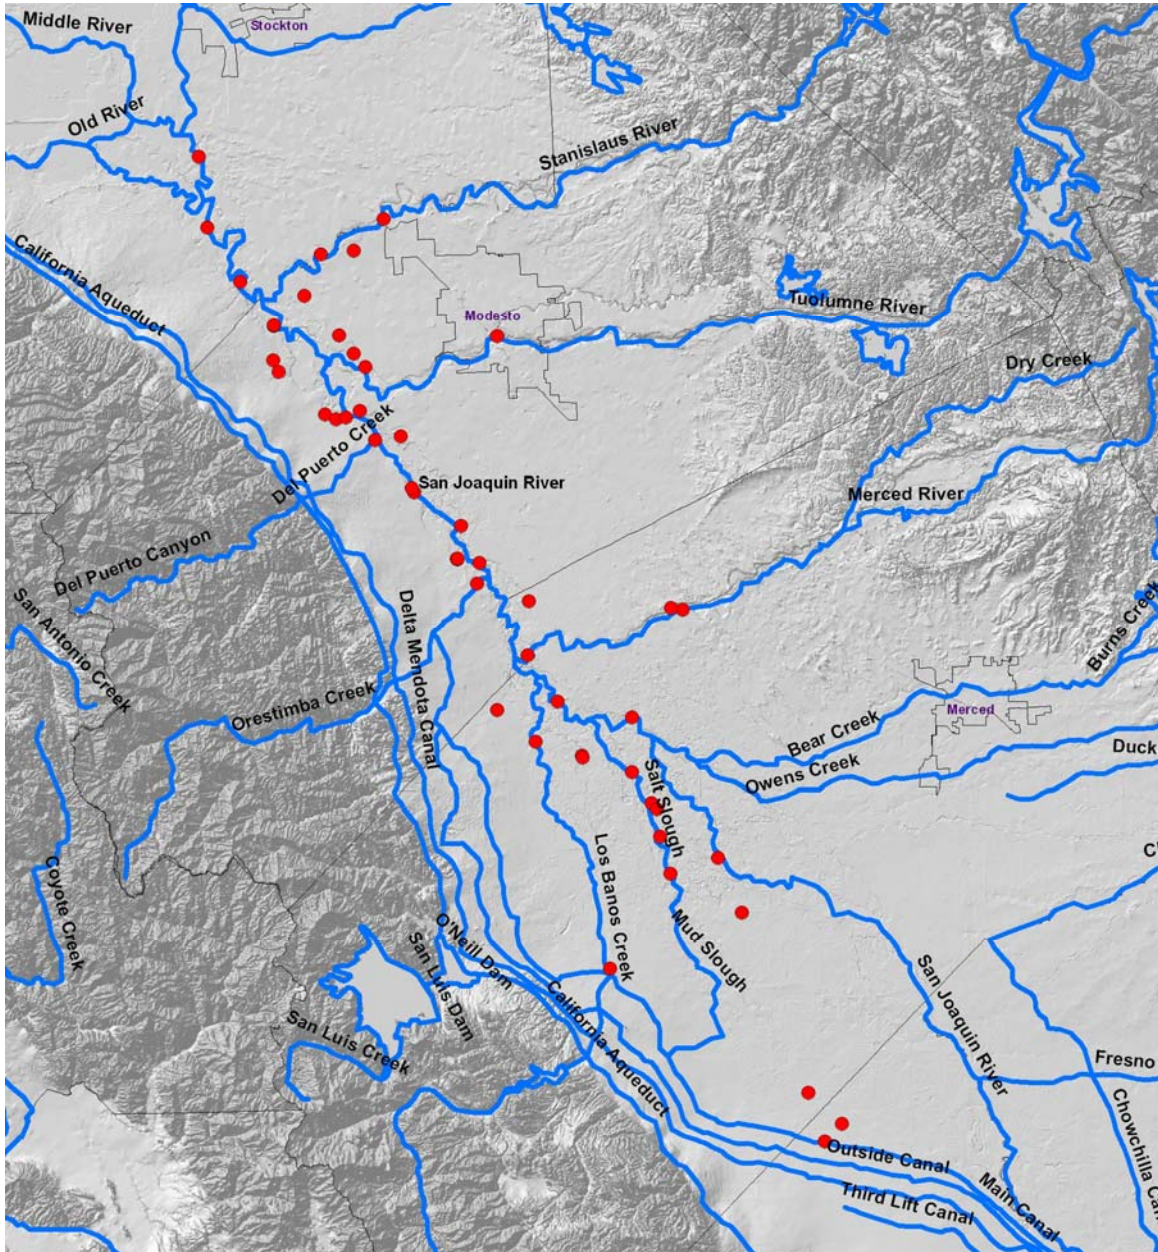 Middle River
Stockton
Old River
Stanislaus River
California Aqueduct
Tuolumne River
Modesto
Dry Creek
Del Puerto Creek
San Joaquin River
Merced River
Del Puerto Canyon
San Antonio Creek
Delta Mendota Canal
Burns Creek
Orestimba Creek
Merced
Bear Creek
Duck
Owens Creek
Salt Slough
Coyote Creek
Los Banos Creek
Mud Slough
O'Neill Dam
San Luis Dam
San Joaquin River
California Aqueduct
San Luis Creek
Fresno
Chowchilla Can
Outside Canal
Main Canal
Third Lift Canal